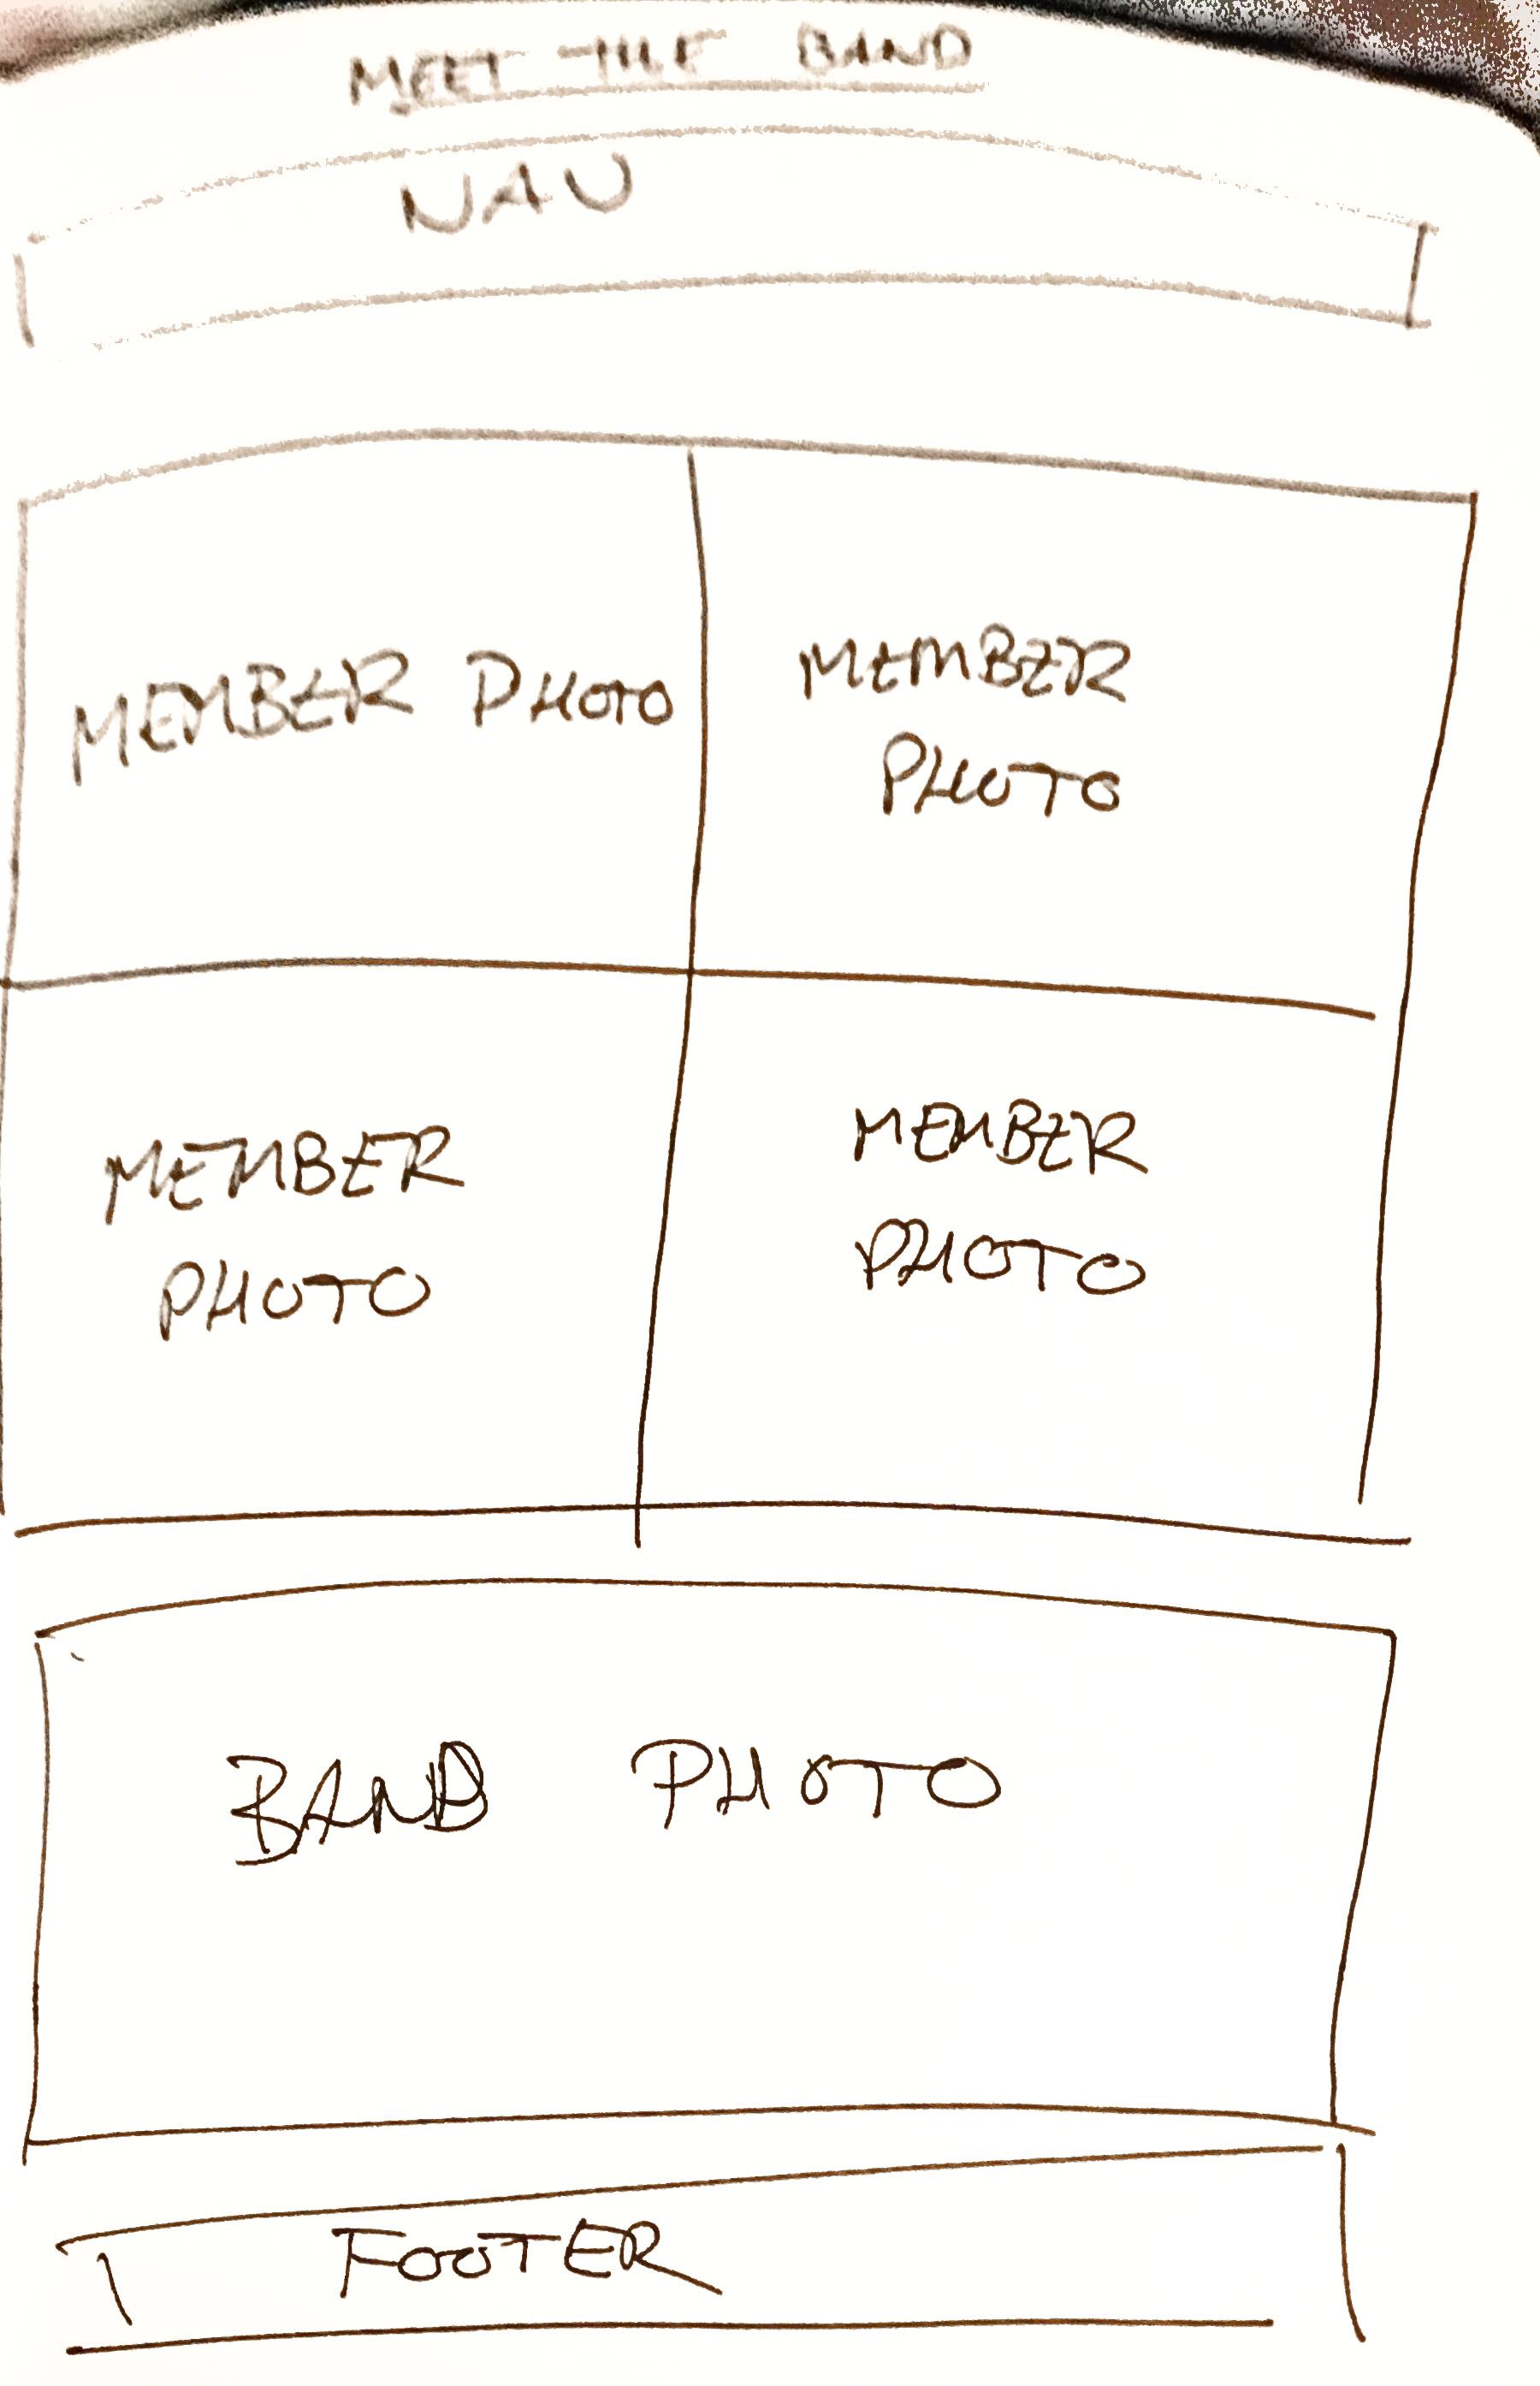 MEET THE BAND
NAV
MEMBER PHOTO
MEMBER
PHOTO
MEMBER
PHOTO
MEMBER
PHOTO
BAND PHOTO
FOOTER